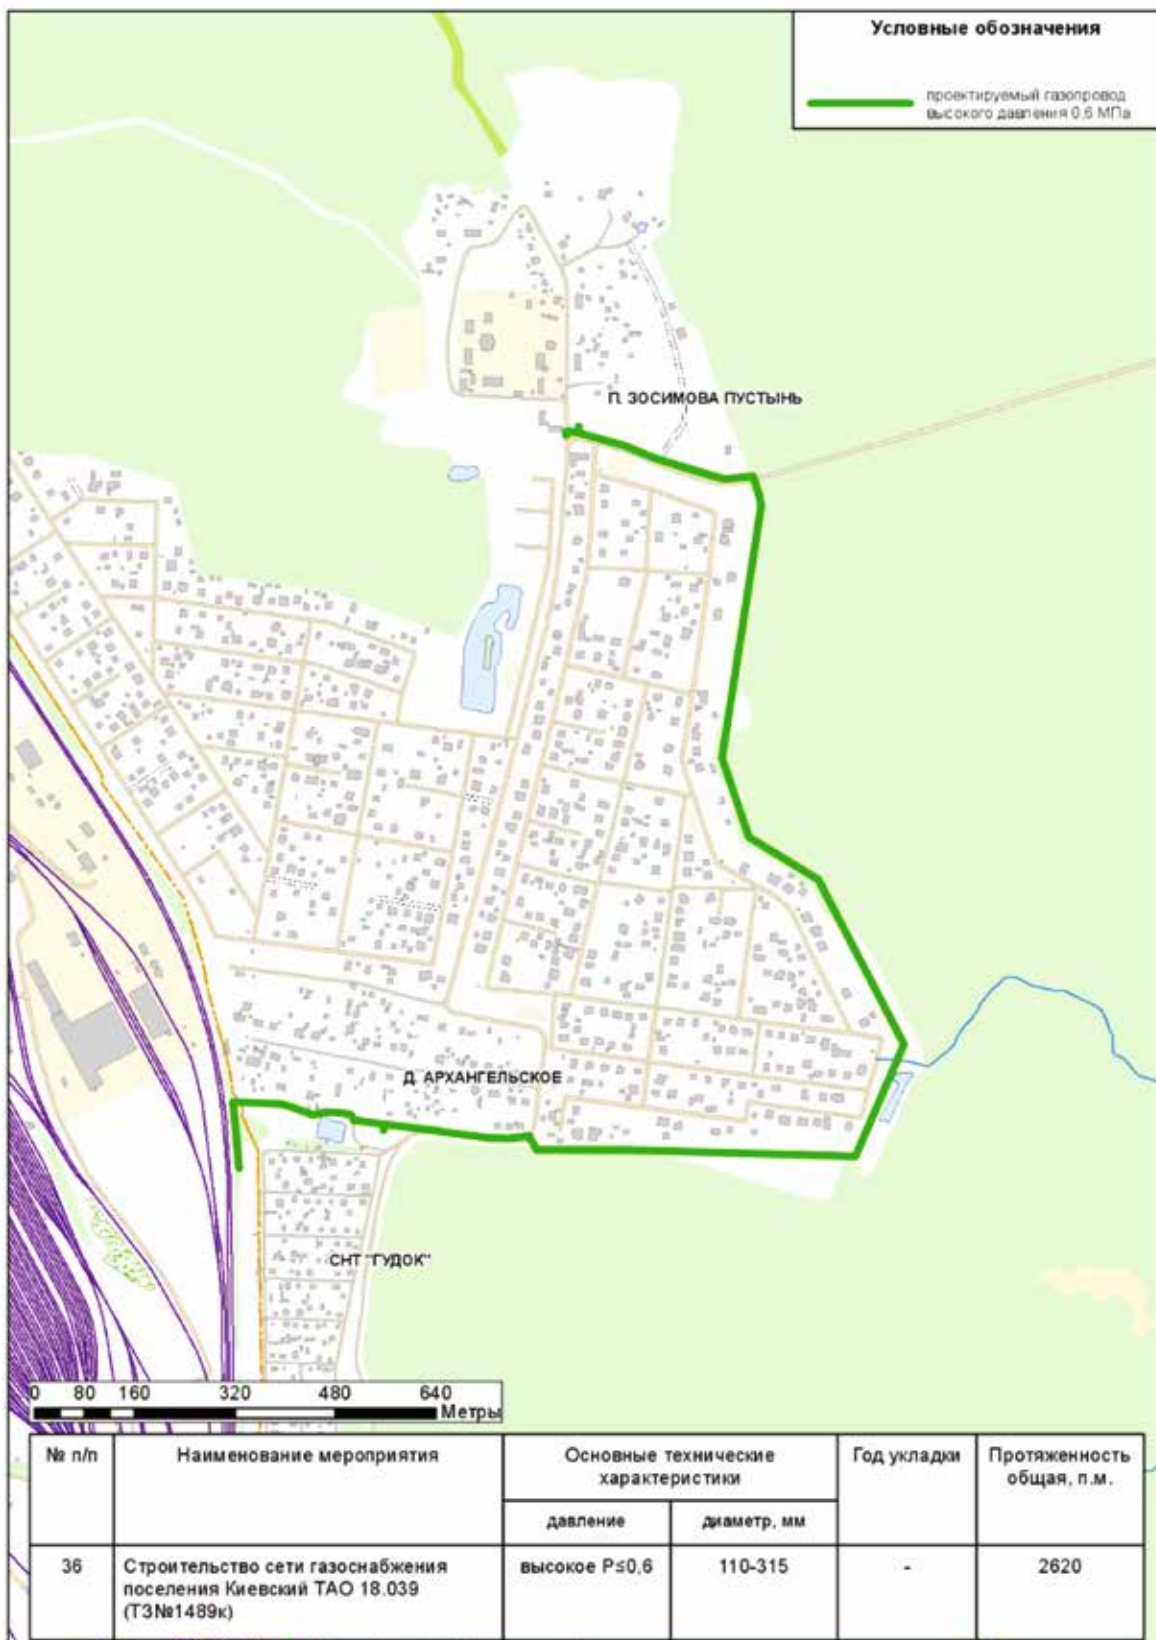 Условные обозначения
проектируемый газопровод
высокого давления 0,6 МПа
П. ЗОСИМОВА ПУСТЫНЬ
Д. АРХАНГЕЛЬСКОЕ
СНТ "ГУДОК"
0 80 160 320 480 640
Метры
№ п/п
Наименование мероприятия
Основные технические
характеристики
Год укладки
Протяженность
общая, п.м.
давление
диаметр, мм
36
Строительство сети газоснабжения
поселения Киевский ТАО 18.039
(ТЗ№1489к)
высокое P≤0,6
110-315
-
2620